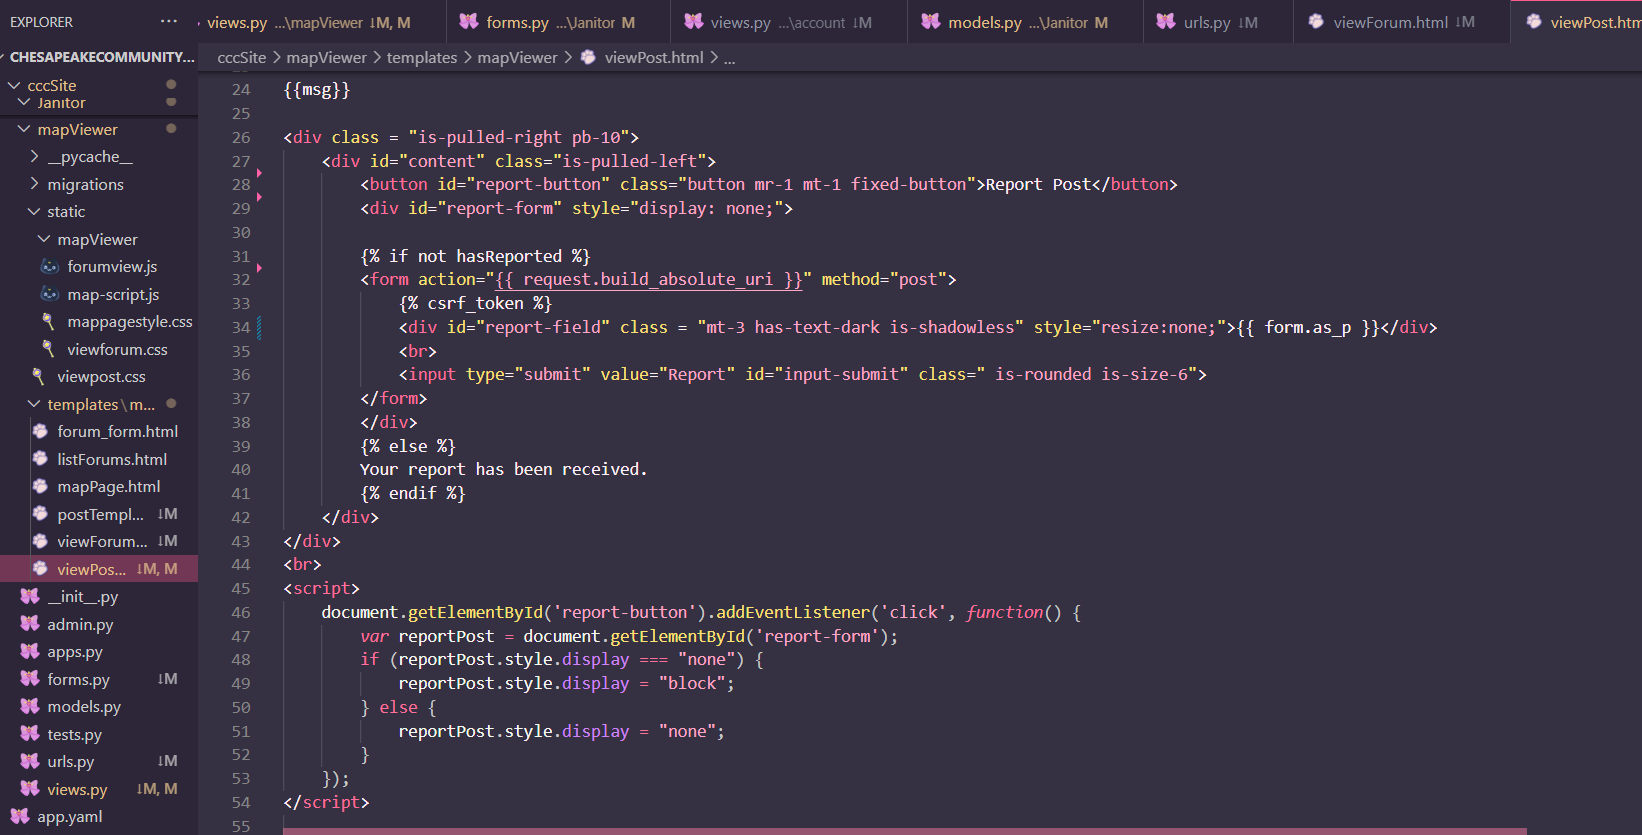 EXPLORER ...
CHESAPEAKECOMMUNITY...
cccSite
Janitor
mapViewer
__pycache__
migrations
static
mapViewer
forumview.js
map-script.js
mappagestyle.css
viewforum.css
viewpost.css
templates\m...
forum_form.html
listForums.html
mapPage.html
postTempl... ↓M
viewForum... ↓M
viewPos... ↓M, M
__init__.py
admin.py
apps.py
forms.py ↓M
models.py
tests.py
urls.py ↓M
views.py ↓M, M
app.yaml
views.py ...\mapViewer ↓M, M
forms.py ...\Janitor M
views.py ...\account ↓M
models.py ...\Janitor M
urls.py ↓M
viewForum.html ↓M
viewPost.htm
cccSite > mapViewer > templates > mapViewer > viewPost.html > ...
24 {{msg}}
25
26 <div class = "is-pulled-right pb-10">
27 <div id="content" class="is-pulled-left">
28 <button id="report-button" class="button mr-1 mt-1 fixed-button">Report Post</button>
29 <div id="report-form" style="display: none;">
30
31 {% if not hasReported %}
32 <form action="{{ request.build_absolute_uri }}" method="post">
33 {% csrf_token %}
34 <div id="report-field" class = "mt-3 has-text-dark is-shadowless" style="resize:none;">{{ form.as_p }}</div>
35 <br>
36 <input type="submit" value="Report" id="input-submit" class=" is-rounded is-size-6">
37 </form>
38 </div>
39 {% else %}
40 Your report has been received.
41 {% endif %}
42 </div>
43 </div>
44 <br>
45 <script>
46 document.getElementById('report-button').addEventListener('click', function() {
47 var reportPost = document.getElementById('report-form');
48 if (reportPost.style.display === "none") {
49 reportPost.style.display = "block";
50 } else {
51 reportPost.style.display = "none";
52 }
53 });
54 </script>
55